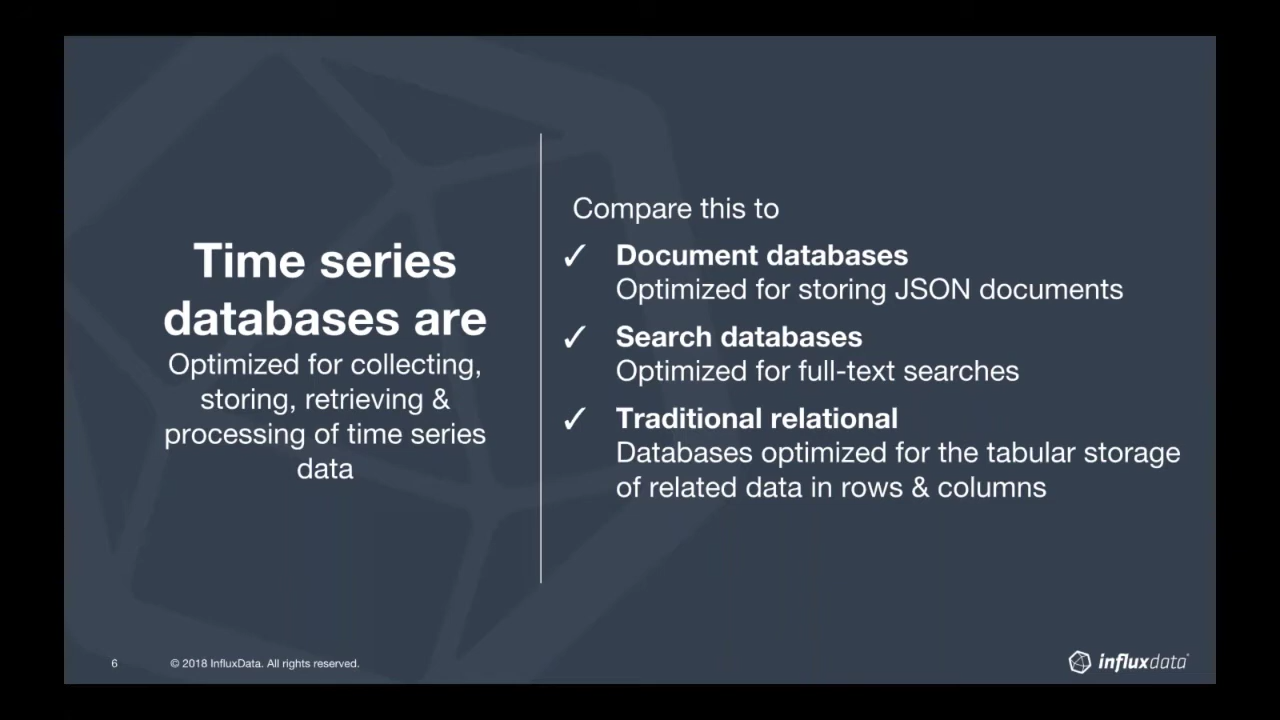 Time series
databases are
Optimized for collecting,
storing, retrieving &
processing of time series
data
Compare this to
✓ Document databases
Optimized for storing JSON documents
✓ Search databases
Optimized for full-text searches
✓ Traditional relational
Databases optimized for the tabular storage
of related data in rows & columns
6
© 2018 InfluxData. All rights reserved.
influxdata